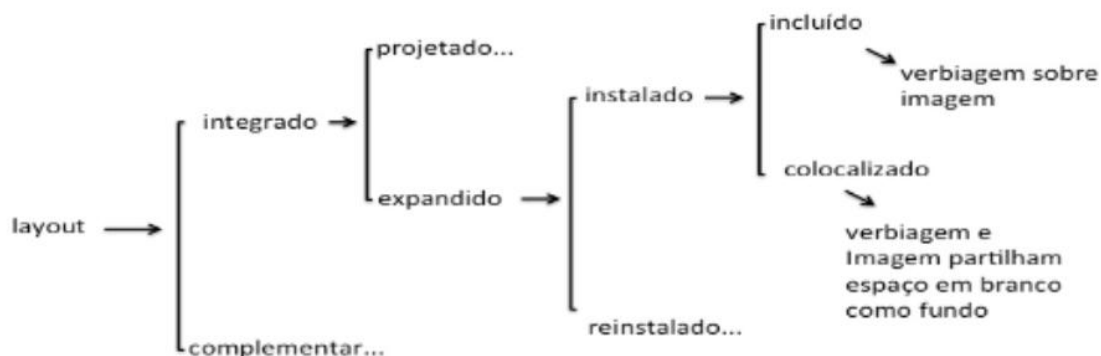 incluído
projetado...
verbiagem sobre
imagem
instalado
integrado
colocalizado
expandido
layout
verbiagem e
Imagem partilham
espaço em branco
como fundo
reinstalado...
complementar...